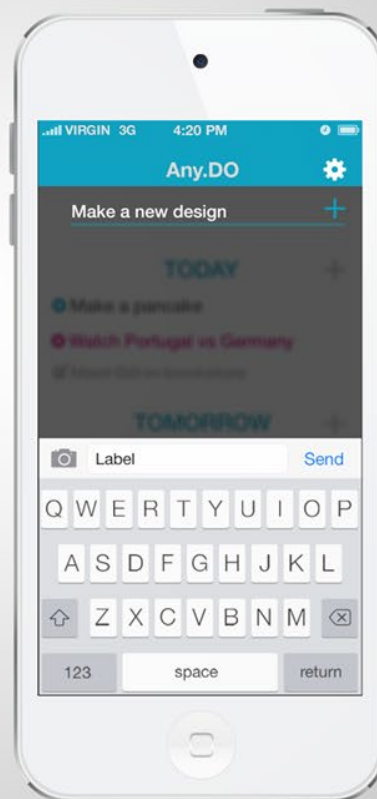 VIRGIN 3G 4:20 PM
Any.DO
Make a new design
TODAY
Make a pancake
Watch Portugal vs Germany
TOMORROW
Label Send
Q W E R T Y U I O P
A S D F G H J K L
Z X C V B N M
123 space return